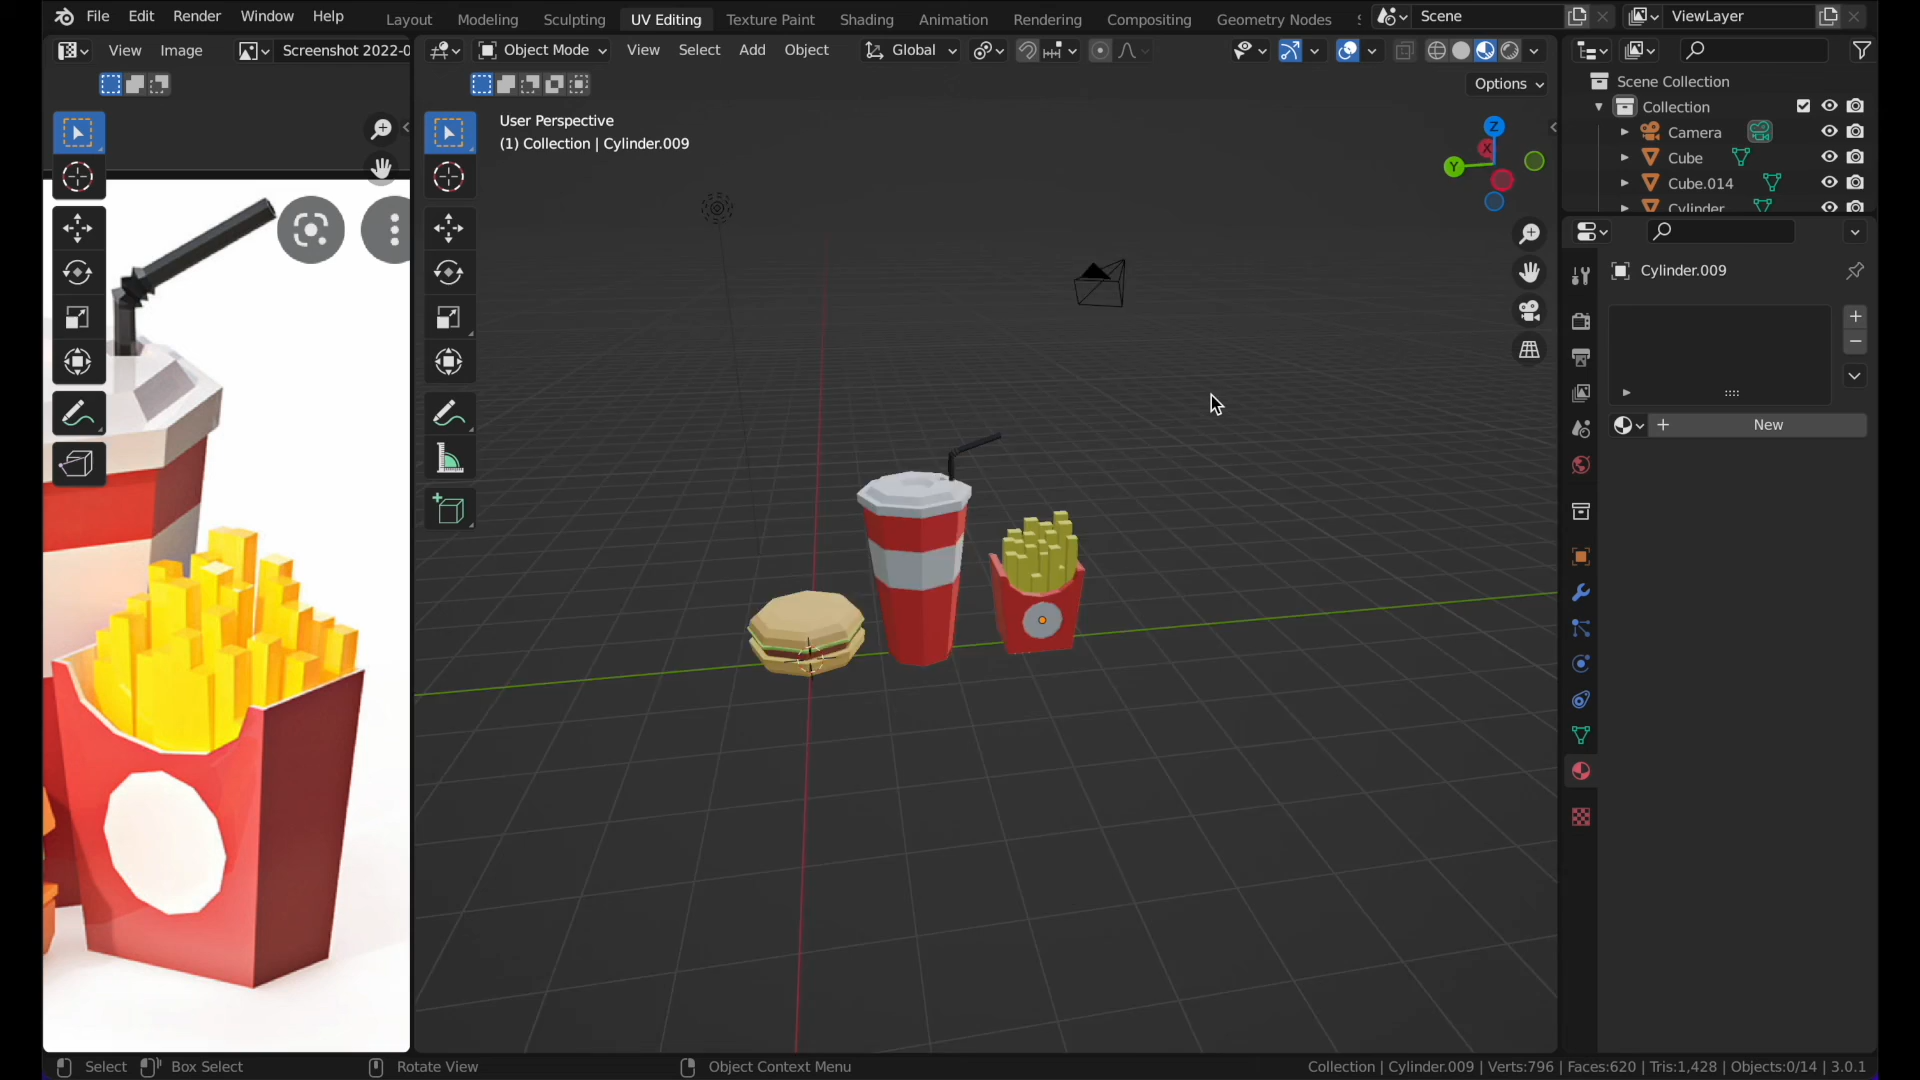 File Edit Render Window Help Layout Modeling Sculpting UV Editing Texture Paint Shading Animation Rendering Compositing Geometry Nodes Scene ViewLayer
View Image Screenshot 2022-0 Object Mode View Select Add Object Global
Options
User Perspective
(1) Collection | Cylinder.009
Z
X
Y
Scene Collection
Collection
Camera
Cube
Cube.014
Cylinder
Cylinder.009
New
Select Box Select Rotate View Object Context Menu Collection | Cylinder.009 | Verts:796 | Faces:620 | Tris:1,428 | Objects:0/14 | 3.0.1